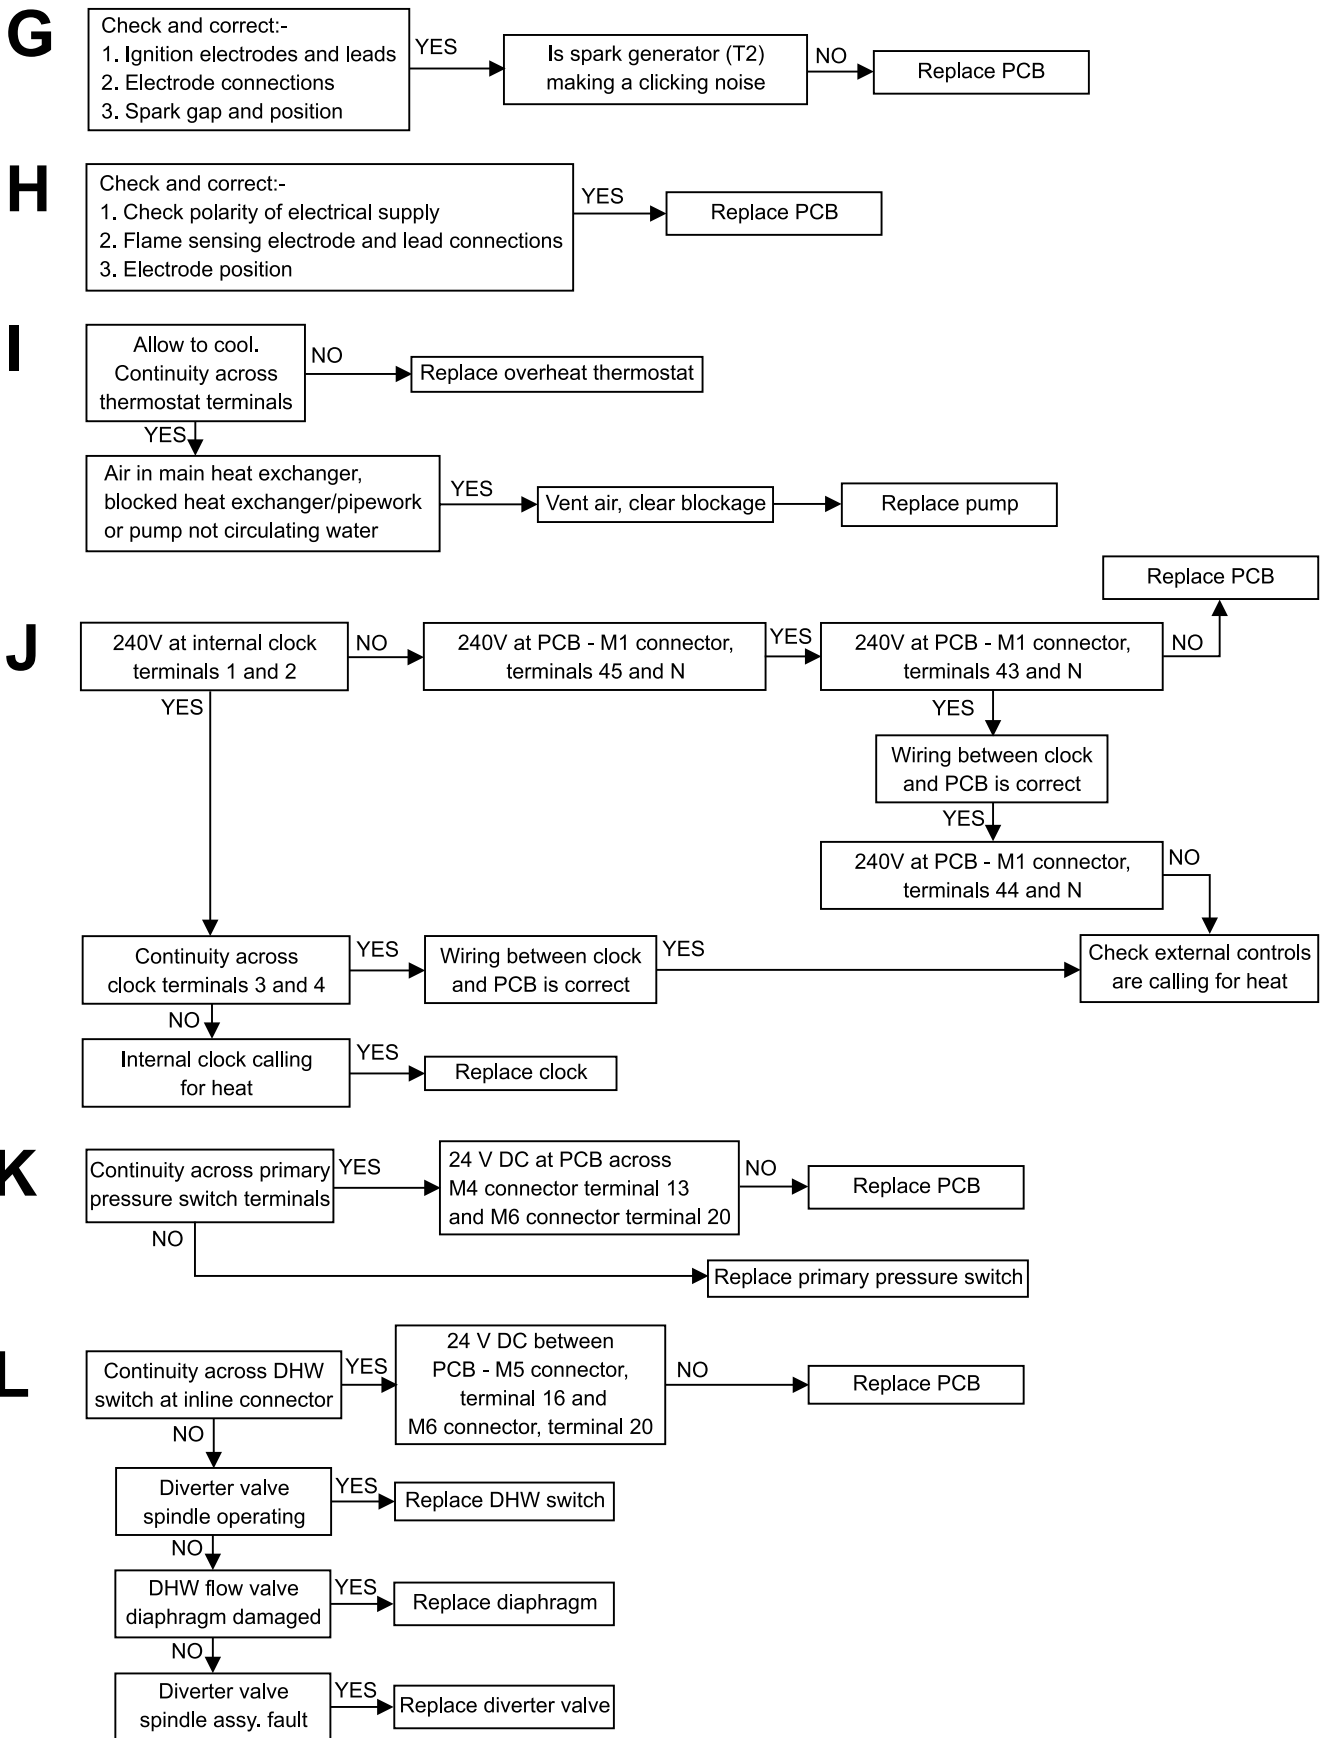 G
Check and correct:-
1. Ignition electrodes and leads
2. Electrode connections
3. Spark gap and position
YES
Is spark generator (T2)
making a clicking noise
NO
Replace PCB
H
Check and correct:-
1. Check polarity of electrical supply
2. Flame sensing electrode and lead connections
3. Electrode position
YES
Replace PCB
I
Allow to cool.
Continuity across
thermostat terminals
NO
Replace overheat thermostat
YES
Air in main heat exchanger,
blocked heat exchanger/pipework
or pump not circulating water
YES
Vent air, clear blockage
Replace pump
J
240V at internal clock
terminals 1 and 2
NO
240V at PCB - M1 connector,
terminals 45 and N
YES
240V at PCB - M1 connector,
terminals 43 and N
NO
Replace PCB
YES
Wiring between clock
and PCB is correct
YES
240V at PCB - M1 connector,
terminals 44 and N
NO
Check external controls
are calling for heat
YES
Continuity across
clock terminals 3 and 4
YES
Wiring between clock
and PCB is correct
YES
NO
Internal clock calling
for heat
YES
Replace clock
K
Continuity across primary
pressure switch terminals
YES
24 V DC at PCB across
M4 connector terminal 13
and M6 connector terminal 20
NO
Replace PCB
NO
Replace primary pressure switch
L
Continuity across DHW
switch at inline connector
YES
24 V DC between
PCB - M5 connector,
terminal 16 and
M6 connector, terminal 20
NO
Replace PCB
NO
Diverter valve
spindle operating
YES
Replace DHW switch
NO
DHW flow valve
diaphragm damaged
YES
Replace diaphragm
NO
Diverter valve
spindle assy. fault
YES
Replace diverter valve